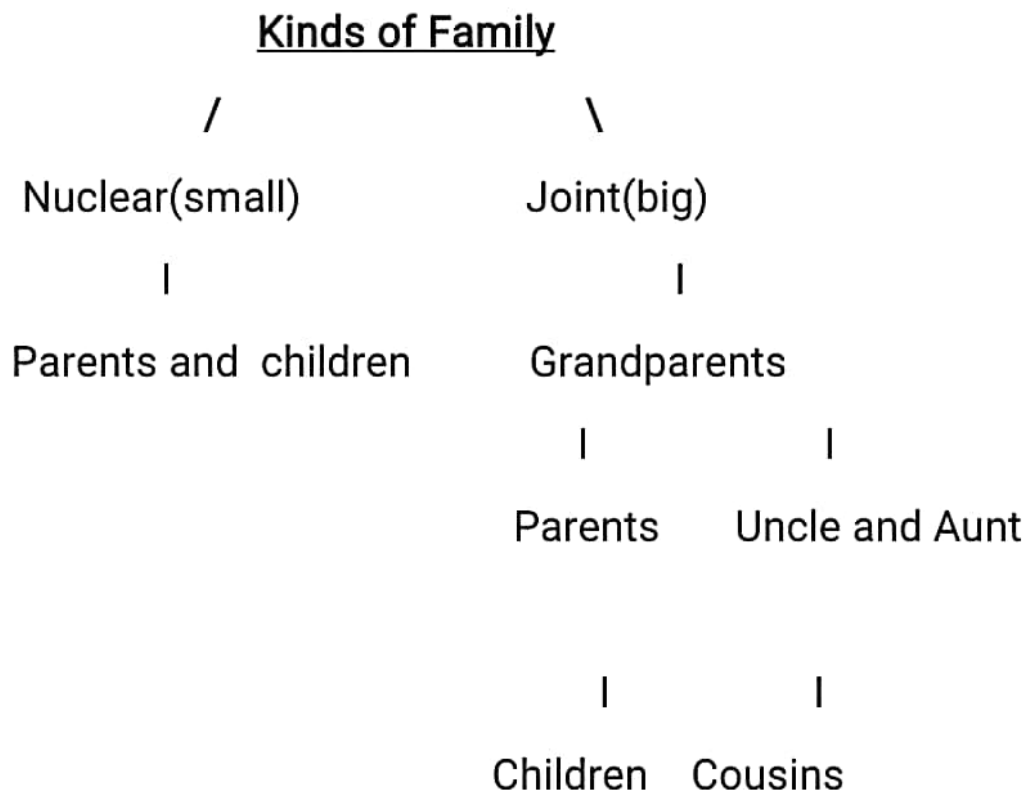 Kinds of Family
/ \
Nuclear(small) Joint(big)
| |
Parents and children Grandparents
| |
Parents Uncle and Aunt
| |
Children Cousins